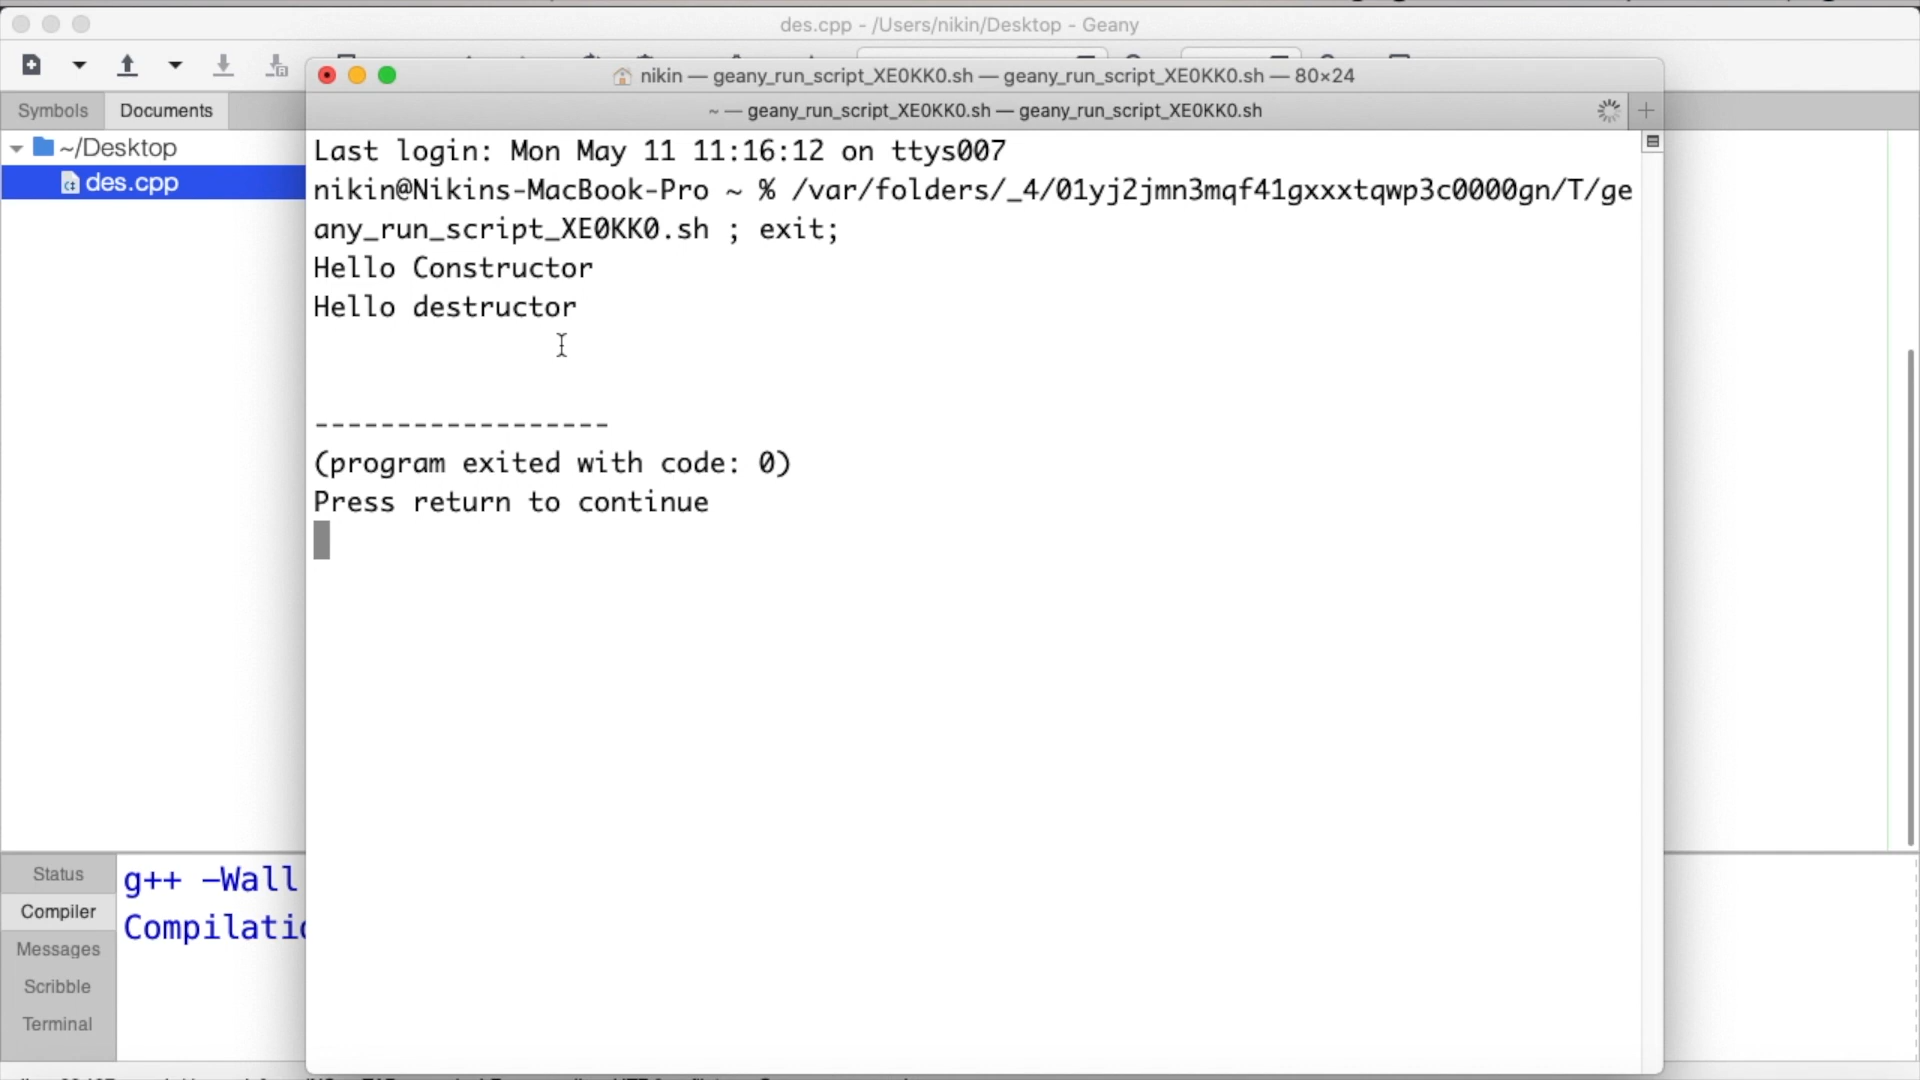 des.cpp - /Users/nikin/Desktop - Geany
nikin — geany_run_script_XE0KK0.sh — geany_run_script_XE0KK0.sh — 80×24
Symbols
Documents
~ — geany_run_script_XE0KK0.sh — geany_run_script_XE0KK0.sh
~/Desktop
des.cpp
Last login: Mon May 11 11:16:12 on ttys007
nikin@Nikins-MacBook-Pro ~ % /var/folders/_4/01yj2jmn3mqf41gxxxtqwp3c0000gn/T/ge
any_run_script_XE0KK0.sh ; exit;
Hello Constructor
Hello destructor
------------------
(program exited with code: 0)
Press return to continue
Status
Compiler
Messages
Scribble
Terminal
g++ -Wall